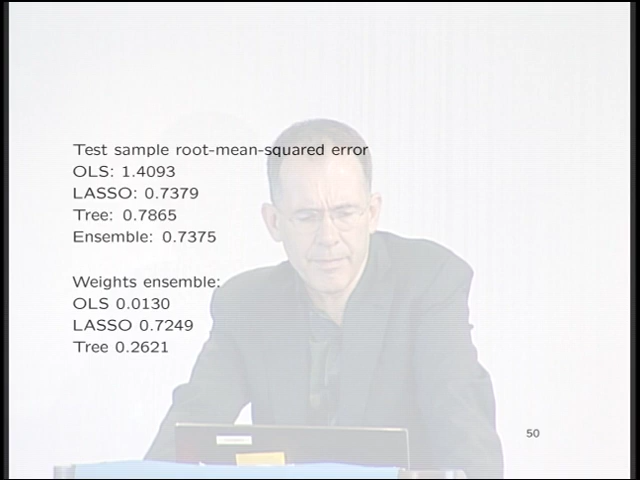 Test sample root-mean-squared error
OLS: 1.4093
LASSO: 0.7379
Tree: 0.7865
Ensemble: 0.7375
Weights ensemble:
OLS 0.0130
LASSO 0.7249
Tree 0.2621
50